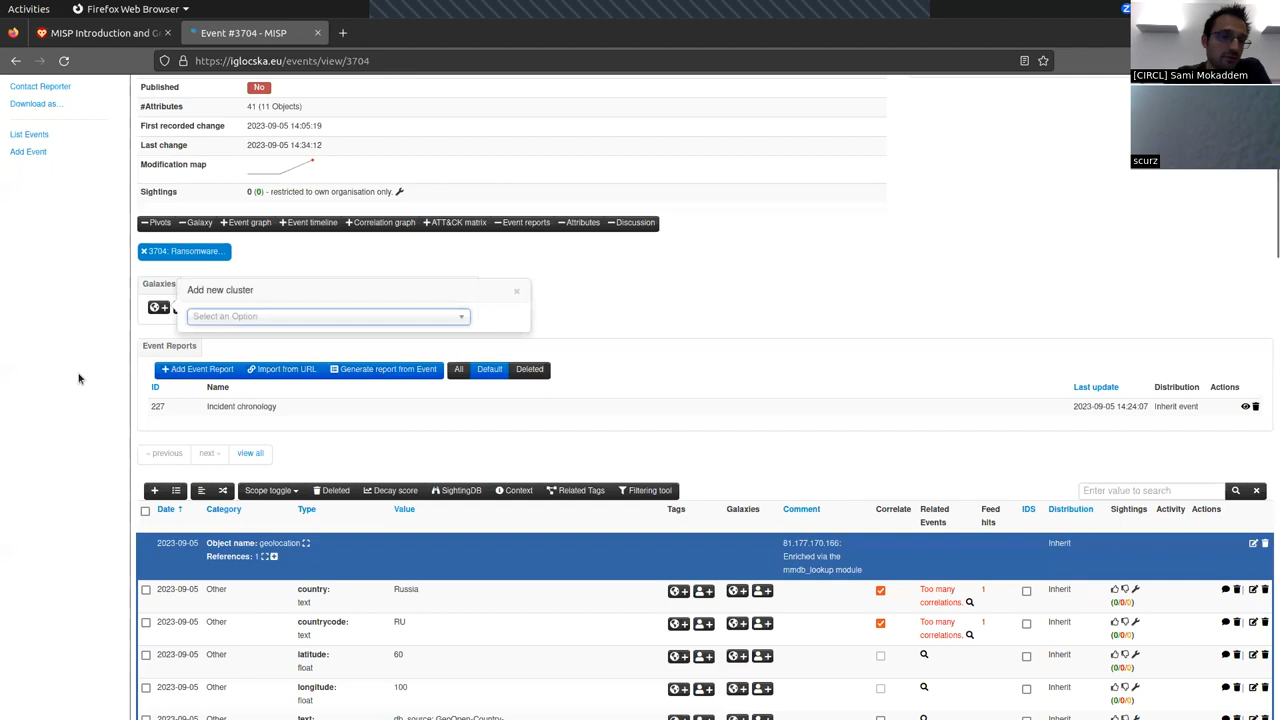 Activities
Firefox Web Browser
MISP Introduction and G
Event #3704 - MISP
https://iglocska.eu/events/view/3704
[CIRCL] Sami Mokaddem
scurz
Contact Reporter
Download as...
List Events
Add Event
Published No
#Attributes 41 (11 Objects)
First recorded change 2023-09-05 14:05:19
Last change 2023-09-05 14:34:12
Modification map
Sightings 0 (0) - restricted to own organisation only.
Pivots Galaxy Event graph Event timeline Correlation graph ATT&CK matrix Event reports Attributes Discussion
3704: Ransomware...
Galaxies
Add new cluster
Select an Option
Event Reports
Add Event Report Import from URL Generate report from Event All Default Deleted
ID Name Last update Distribution Actions
227 Incident chronology 2023-09-05 14:24:07 Inherit event
« previous next » view all
Scope toggle Deleted Decay score SightingDB Context Related Tags Filtering tool Enter value to search
Date Category Type Value Tags Galaxies Comment Correlate Related Events Feed hits IDS Distribution Sightings Activity Actions
2023-09-05 Object name: geolocation
References: 1
81.177.170.166:
Enriched via the
mmdb_lookup module
Inherit
2023-09-05 Other country: Russia Too many 1 Inherit
text correlations. (0/0/0)
2023-09-05 Other countrycode: RU Too many 1 Inherit
text correlations. (0/0/0)
2023-09-05 Other latitude: 60 Inherit
float (0/0/0)
2023-09-05 Other longitude: 100 Inherit
float (0/0/0)
2023-09-05 Other text: db_source: GeoOpen-Country- Inherit